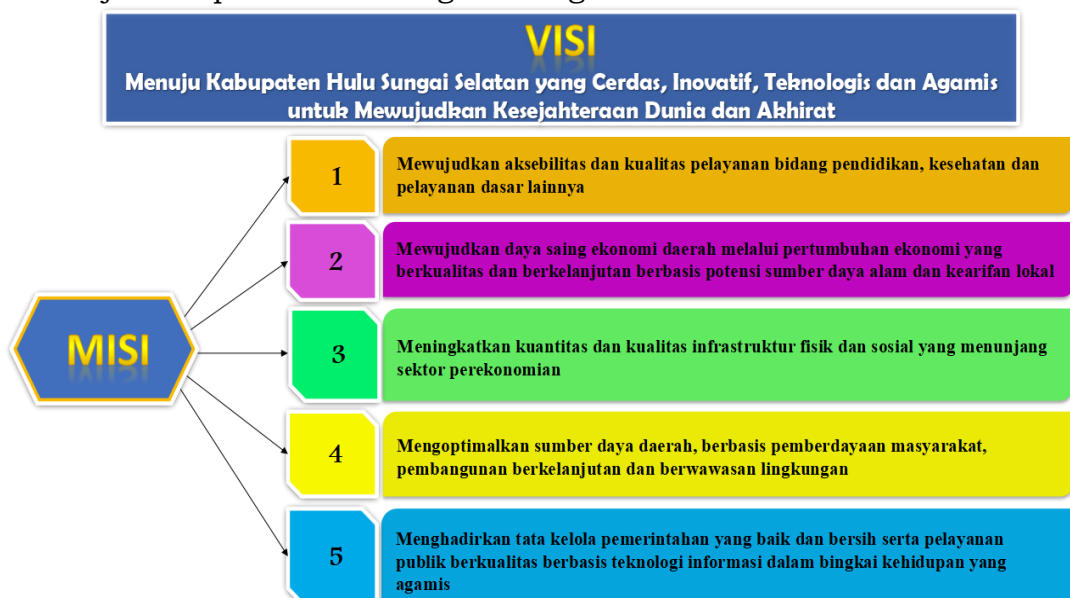 VISI
Menuju Kabupaten Hulu Sungai Selatan yang Cerdas, Inovatif, Teknologis dan Agamis
untuk Mewujudkan Kesejahteraan Dunia dan Akhirat
MISI
1
Mewujudkan aksebilitas dan kualitas pelayanan bidang pendidikan, kesehatan dan
pelayanan dasar lainnya
2
Mewujudkan daya saing ekonomi daerah melalui pertumbuhan ekonomi yang
berkualitas dan berkelanjutan berbasis potensi sumber daya alam dan kearifan lokal
3
Meningkatkan kuantitas dan kualitas infrastruktur fisik dan sosial yang menunjang
sektor perekonomian
4
Mengoptimalkan sumber daya daerah, berbasis pemberdayaan masyarakat,
pembangunan berkelanjutan dan berwawasan lingkungan
5
Menghadirkan tata kelola pemerintahan yang baik dan bersih serta pelayanan
publik berkualitas berbasis teknologi informasi dalam bingkai kehidupan yang
agamis